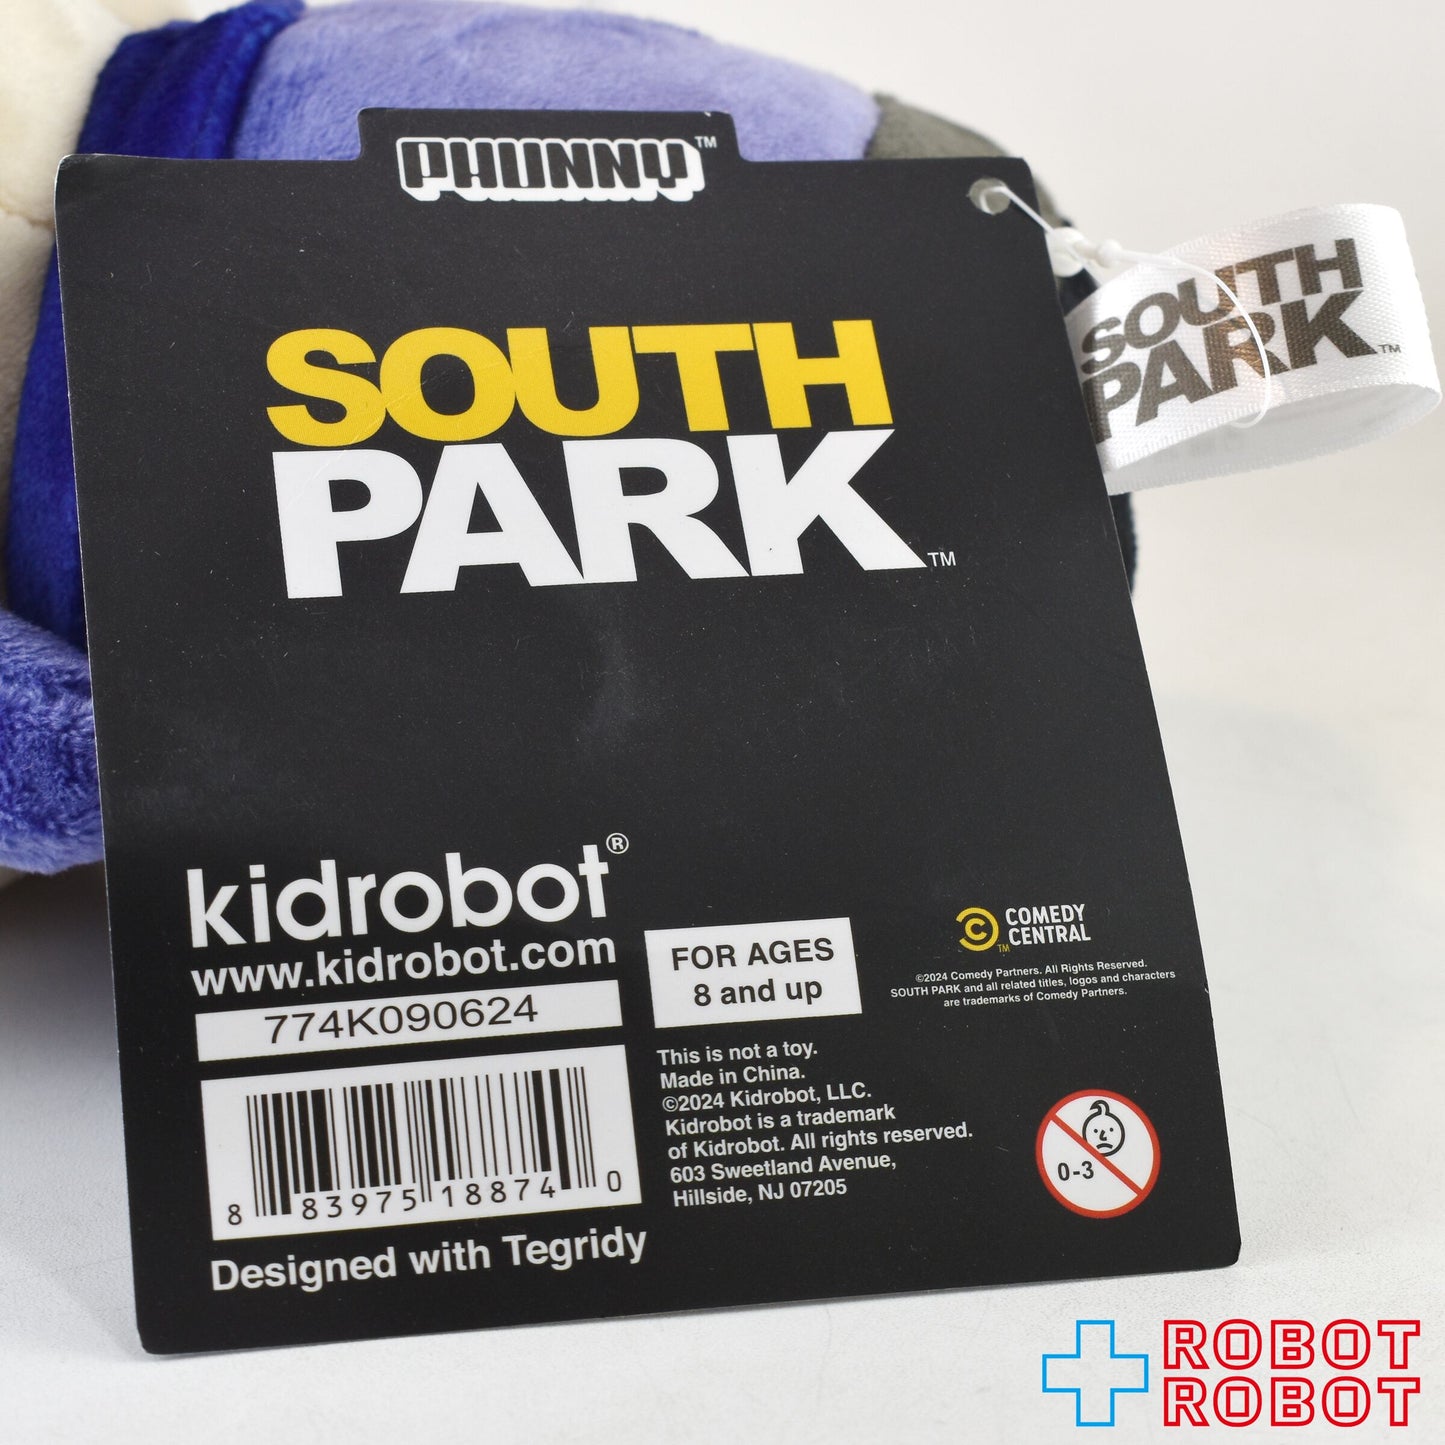 PHUNNY™
SOUTH
PARK™
SOUTH
PARK™
kidrobot®
www.kidrobot.com
774K090624
8 83975 18874 0
Designed with Tegridy
FOR AGES
8 and up
This is not a toy.
Made in China.
©2024 Kidrobot, LLC.
Kidrobot is a trademark
of Kidrobot. All rights reserved.
603 Sweetland Avenue,
Hillside, NJ 07205
COMEDY
CENTRAL™
©2024 Comedy Partners. All Rights Reserved.
SOUTH PARK and all related titles, logos and characters
are trademarks of Comedy Partners.
0-3
ROBOT
ROBOT